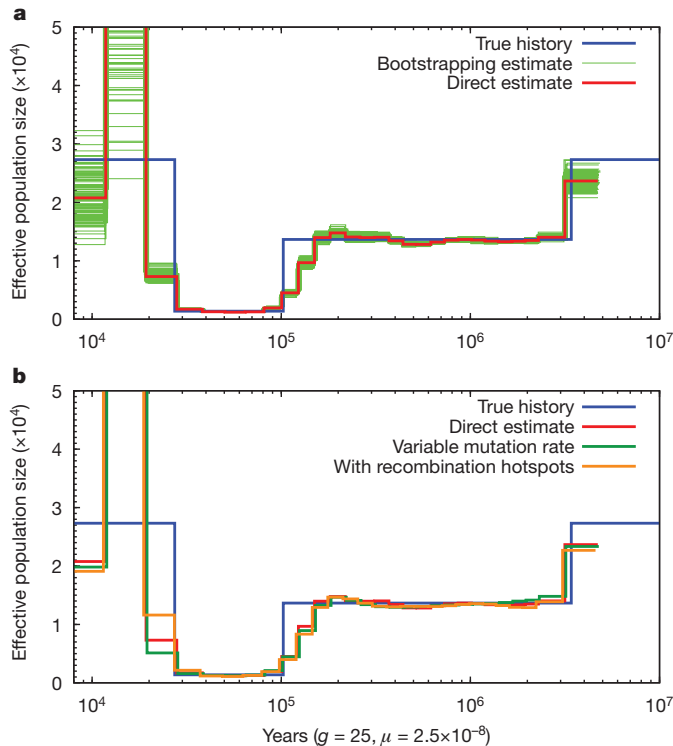 a
True history
Bootstrapping estimate
Direct estimate
Effective population size (×10⁴)
5
4
3
2
1
0
10⁴ 10⁵ 10⁶ 10⁷
b
True history
Direct estimate
Variable mutation rate
With recombination hotspots
Effective population size (×10⁴)
5
4
3
2
1
0
10⁴ 10⁵ 10⁶ 10⁷
Years (g = 25, μ = 2.5×10⁻⁸)